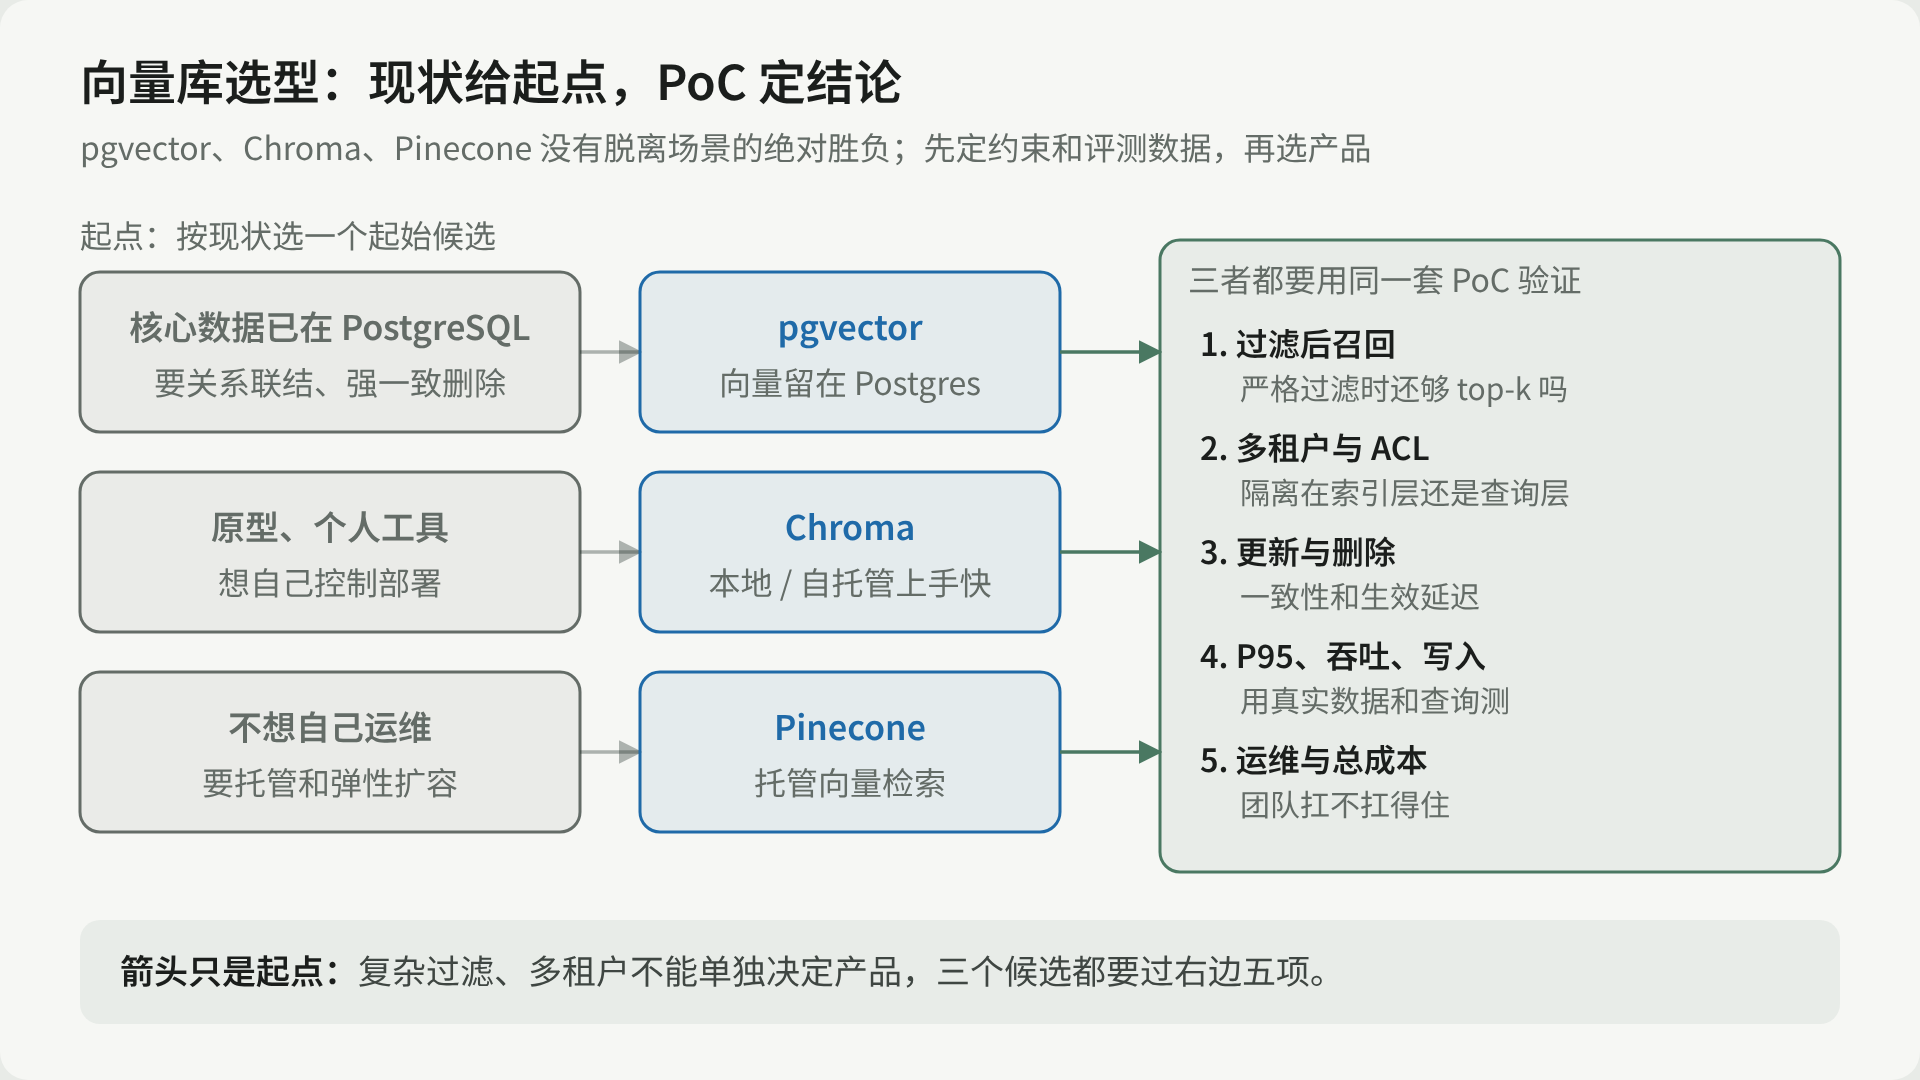 向量库选型：现状给起点，PoC 定结论
pgvector、Chroma、Pinecone 没有脱离场景的绝对胜负；先定约束和评测数据，再选产品
起点：按现状选一个起始候选
核心数据已在 PostgreSQL
要关系联结、强一致删除
pgvector
向量留在 Postgres
原型、个人工具
想自己控制部署
Chroma
本地 / 自托管上手快
不想自己运维
要托管和弹性扩容
Pinecone
托管向量检索
三者都要用同一套 PoC 验证
1. 过滤后召回
严格过滤时还够 top-k 吗
2. 多租户与 ACL
隔离在索引层还是查询层
3. 更新与删除
一致性和生效延迟
4. P95、吞吐、写入
用真实数据和查询测
5. 运维与总成本
团队扛不扛得住
箭头只是起点：复杂过滤、多租户不能单独决定产品，三个候选都要过右边五项。